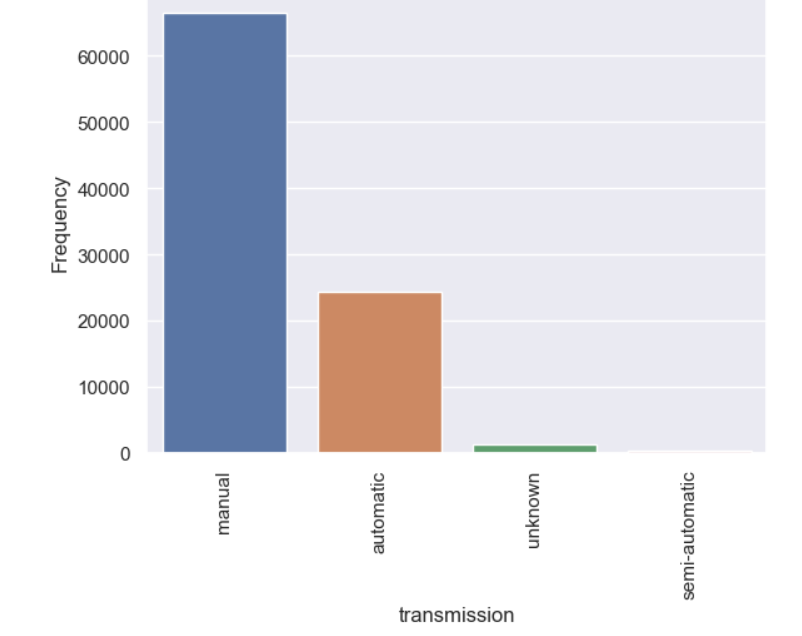 60000
50000
40000
30000
20000
10000
0
Frequency
manual
automatic
unknown
semi-automatic
transmission